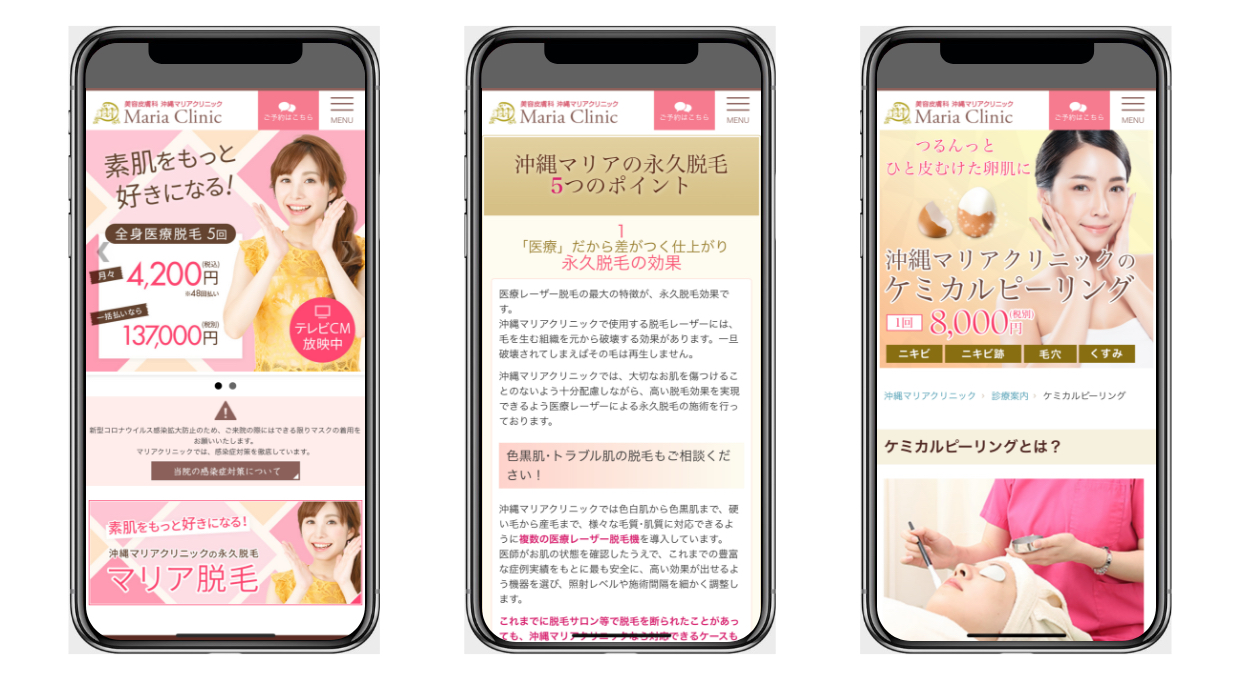 美容皮膚科 沖縄マリアクリニック
Maria Clinic
ご予約はこちら
MENU
素肌をもっと
好きになる!
全身医療脱毛 5回
月々 4,200円(税込)
※48回払い
一括払いなら
137,000円(税別)
テレビCM
放映中
新型コロナウイルス感染拡大防止のため、ご来院の際にはできる限りマスクの着用を
お願いいたします。
マリアクリニックでは、感染症対策を徹底しています。
当院の感染症対策について
素肌をもっと好きになる!
沖縄マリアクリニックの永久脱毛
マリア脱毛
美容皮膚科 沖縄マリアクリニック
Maria Clinic
ご予約はこちら
MENU
沖縄マリアの永久脱毛
5つのポイント
1
「医療」だから差がつく仕上がり
永久脱毛の効果
医療レーザー脱毛の最大の特徴が、永久脱毛効果で
す。
沖縄マリアクリニックで使用する脱毛レーザーには、
毛を生む組織を元から破壊する効果があります。一旦
破壊されてしまえばその毛は再生しません。
沖縄マリアクリニックでは、大切なお肌を傷つけるこ
とのないよう十分配慮しながら、高い脱毛効果を実現
できるよう医療レーザーによる永久脱毛の施術を行っ
ております。
色黒肌・トラブル肌の脱毛もご相談くだ
さい!
沖縄マリアクリニックでは色白肌から色黒肌まで、硬
い毛から産毛まで、様々な毛質・肌質に対応できるよ
うに複数の医療レーザー脱毛機を導入しています。
医師がお肌の状態を確認したうえで、これまでの豊富
な症例実績をもとに最も安全に、高い効果が出せるよ
う機器を選び、照射レベルや施術間隔を細かく調整し
ます。
これまでに脱毛サロン等で脱毛を断られたことがあっ
ても、沖縄マリアクリニックなら対応できるケースも
美容皮膚科 沖縄マリアクリニック
Maria Clinic
ご予約はこちら
MENU
つるんっと
ひと皮むけた卵肌に
沖縄マリアクリニックの
ケミカルピーリング
1回 8,000円(税別)
ニキビ ニキビ跡 毛穴 くすみ
沖縄マリアクリニック › 診療案内 › ケミカルピーリング
ケミカルピーリングとは？